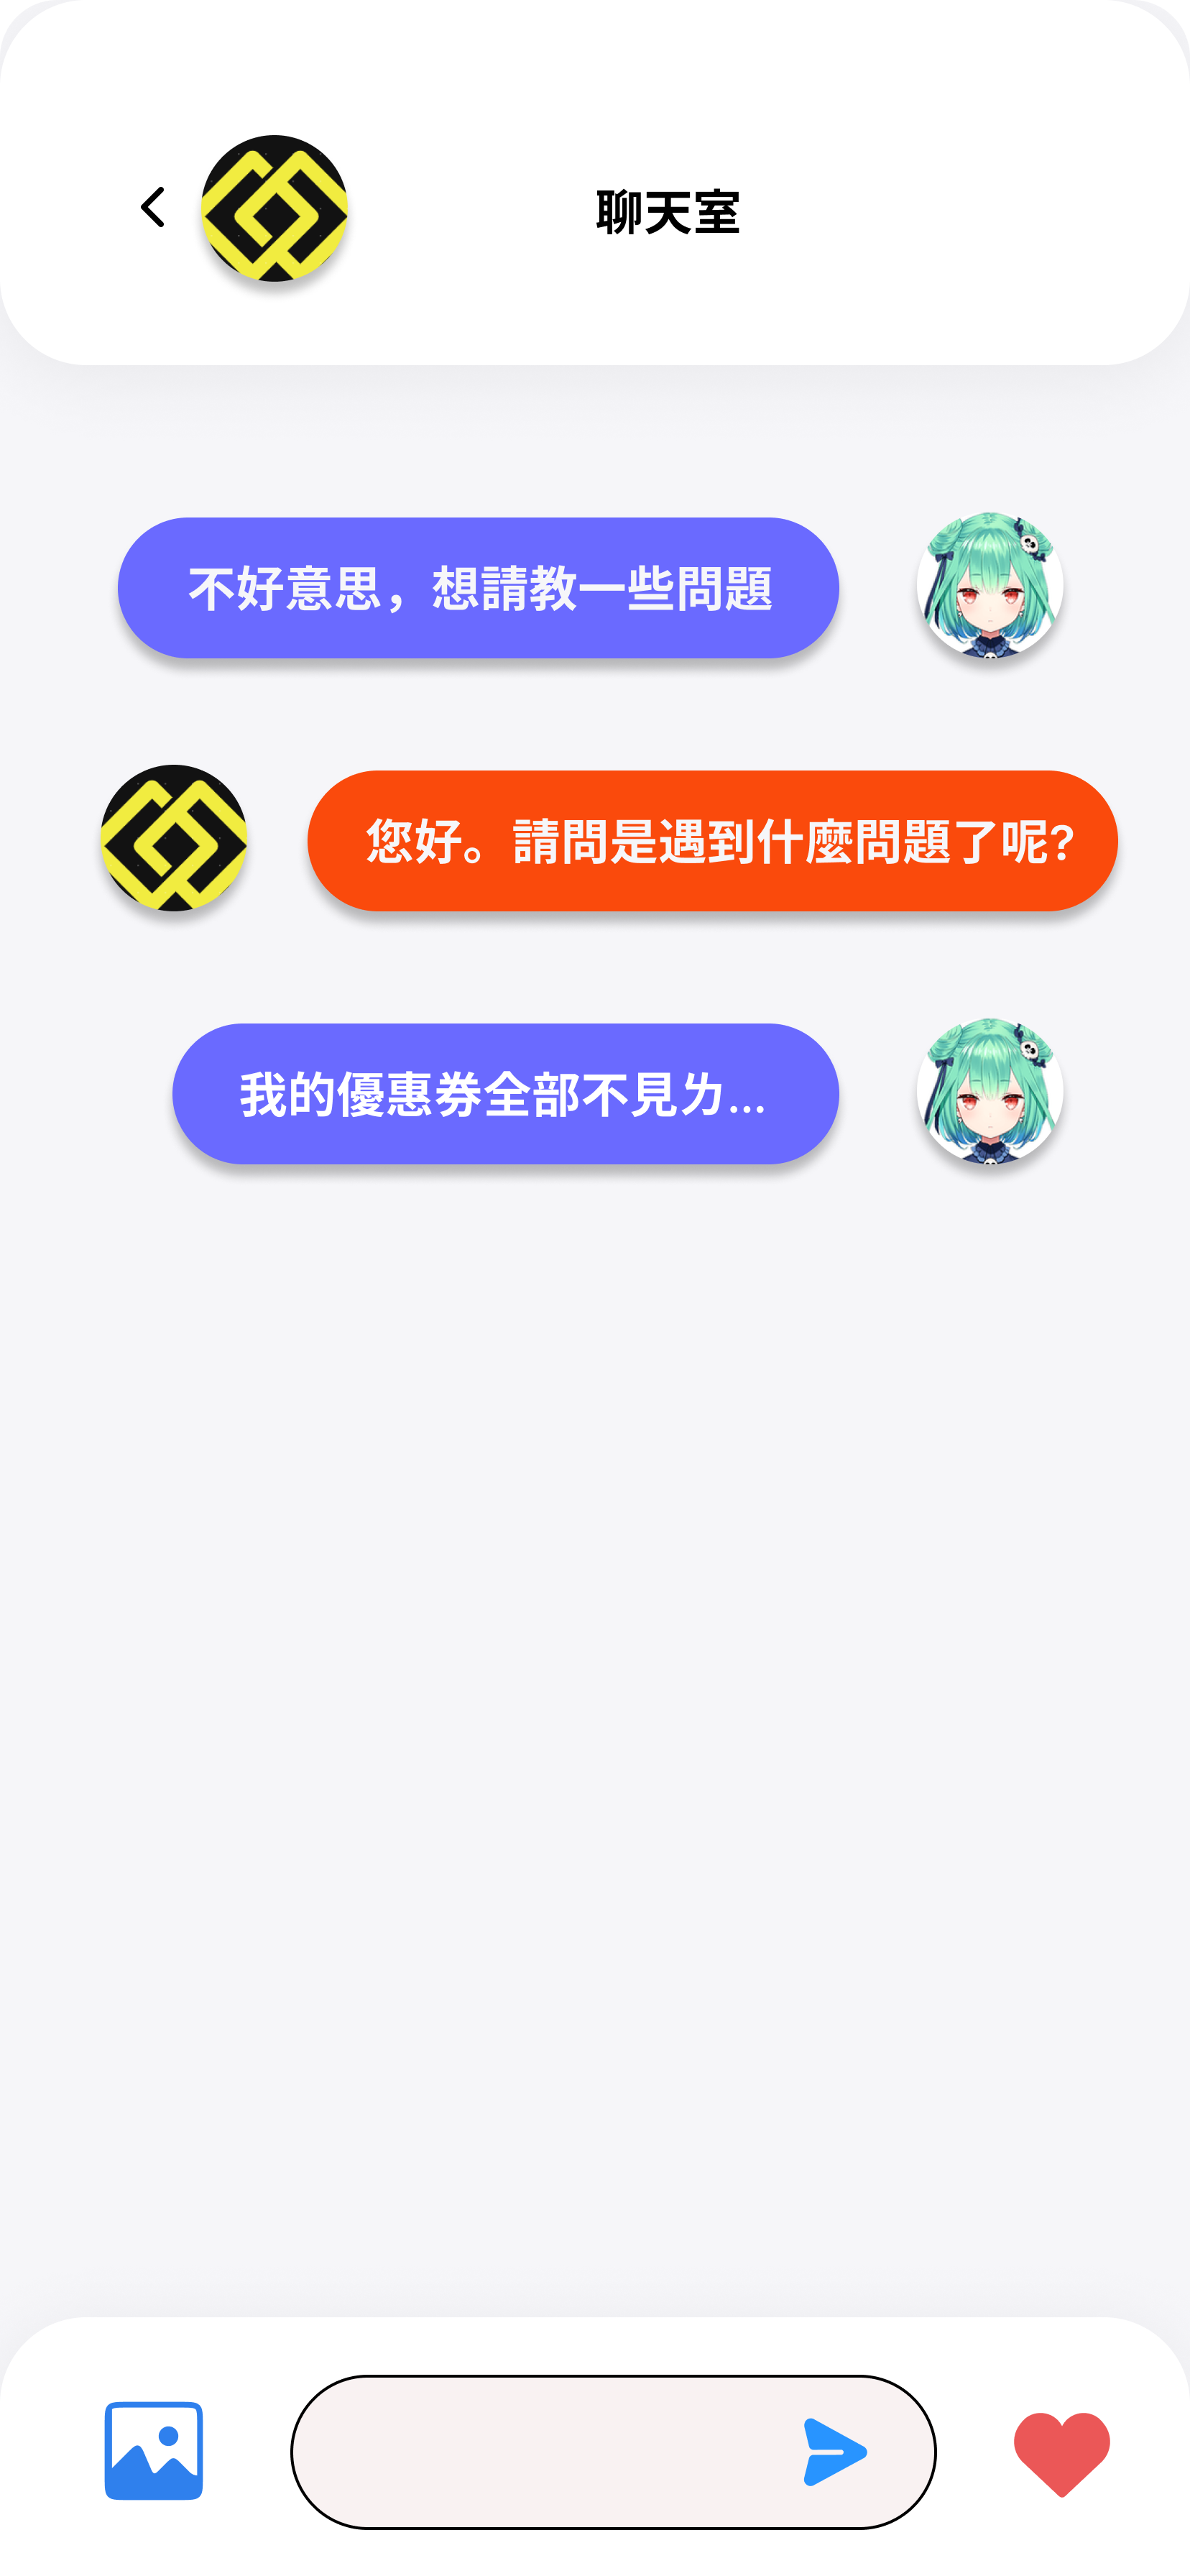 聊天室
不好意思，想請教一些問題
您好。請問是遇到什麼問題了呢?
我的優惠券全部不見ㄌ...